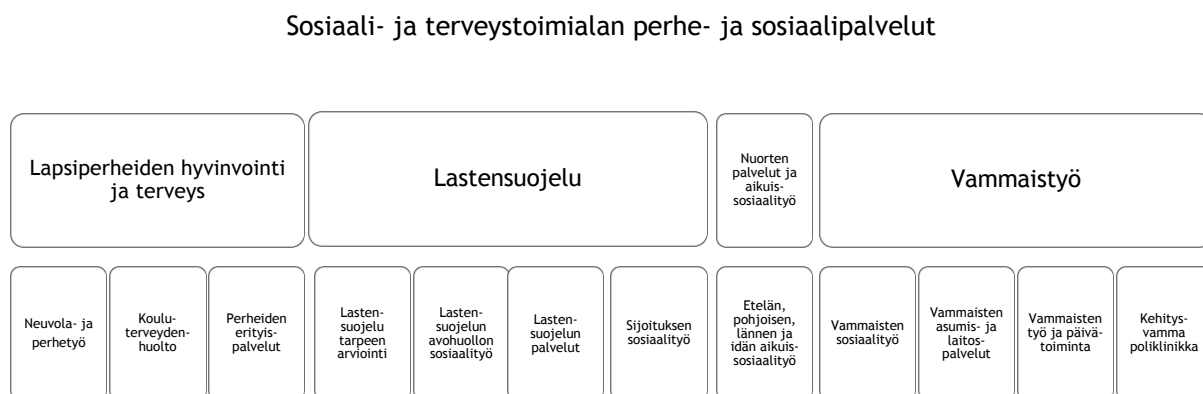 Sosiaali- ja terveystoimialan perhe- ja sosiaalipalvelut
Lapsiperheiden hyvinvointi
ja terveys
Lastensuojelu
Nuorten
palvelut ja
aikuis-
sosiaalityö
Vammaistyö
Neuvola- ja
perhetyö
Koulu-
terveyden-
huolto
Perheiden
erityis-
palvelut
Lasten-
suojelu
tarpeen
arviointi
Lasten-
suojelun
avohuollon
sosiaalityö
Lasten-
suojelun
palvelut
Sijoituksen
sosiaalityö
Etelän,
pohjoisen,
lännen ja
idän aikuis-
sosiaalityö
Vammaisten
sosiaalityö
Vammaisten
asumis- ja
laitos-
palvelut
Vammaisten
työ ja päivä-
toiminta
Kehitys-
vamma
poliklinikka